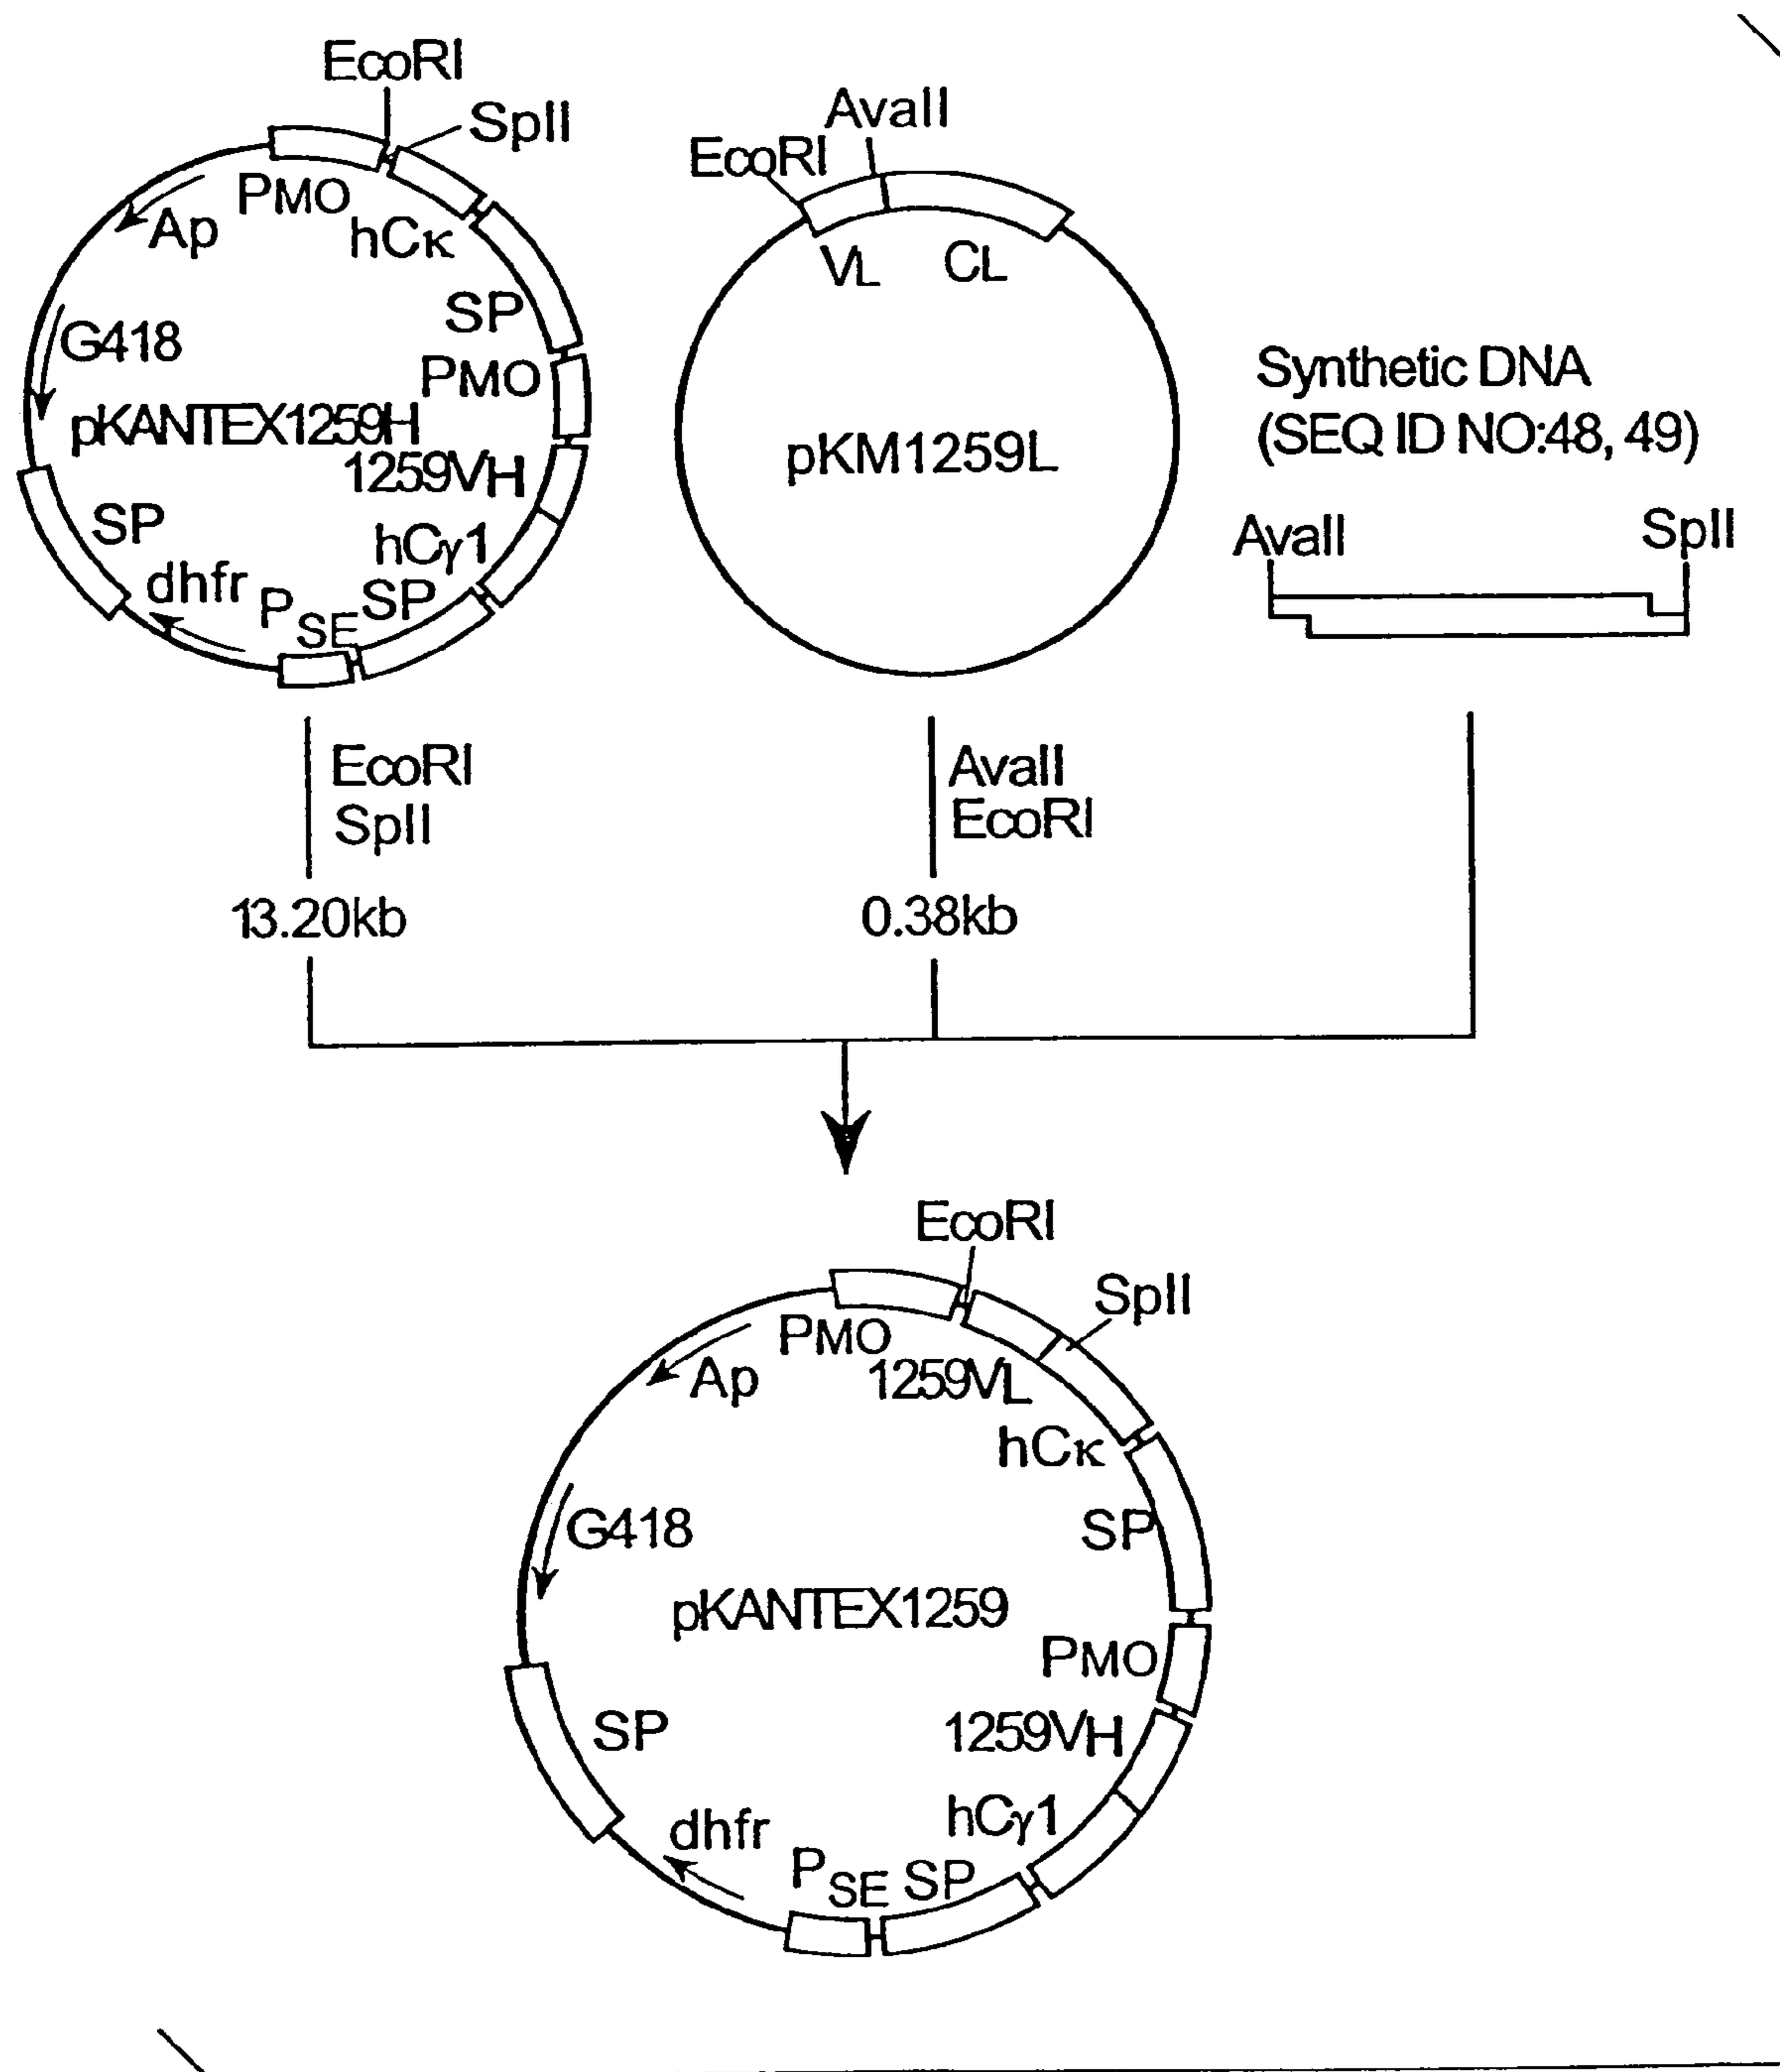 EcoRI
SplI
PMO
Ap
hCκ
SP
G418
PMO
pKANTEX1259H
1259VH
SP
hCγ1
dhfr
PSE
SP
EcoRI
AvaII
VL
CL
pKM1259L
Synthetic DNA
(SEQ ID NO:48, 49)
AvaII
SplI
EcoRI
SplI
13.20kb
AvaII
EcoRI
0.38kb
EcoRI
SplI
PMO
Ap
1259VL
hCκ
G418
SP
pKANTEX1259
PMO
SP
1259VH
hCγ1
dhfr
PSE
SP